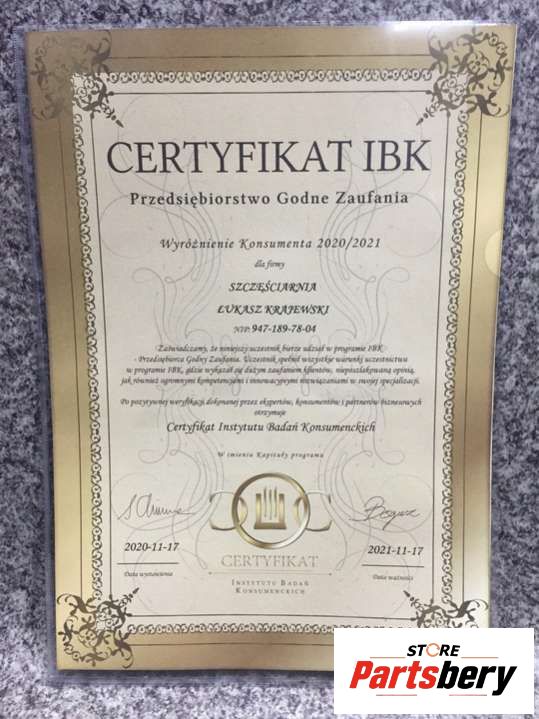 CERTYFIKAT IBK
Przedsiębiorstwo Godne Zaufania
Wyróżnienie Konsumenta 2020/2021
dla firmy
SZCZĘŚCIARNIA
ŁUKASZ KRAJEWSKI
NIP: 947-189-78-04
Zaświadczamy, że niniejszy uczestnik bierze udział w programie IBK
- Przedsiębiorca Godny Zaufania. Uczestnik spełnił wszystkie warunki uczestnictwa
w programie IBK, gdzie wykazał się dużym zaufaniem klientów, nieposzlakowaną opinią,
jak również ogromnymi kompetencjami i innowacyjnymi rozwiązaniami w swojej specjalizacji.
Po pozytywnej weryfikacji dokonanej przez ekspertów, konsumentów i partnerów biznesowych
otrzymuje
Certyfikat Instytutu Badań Konsumenckich
W imieniu Kapituły programu
2020-11-17
2021-11-17
Data wystawienia
Data ważności
CERTYFIKAT
INSTYTUTU BADAŃ
KONSUMENCKICH
STORE
Partsbery